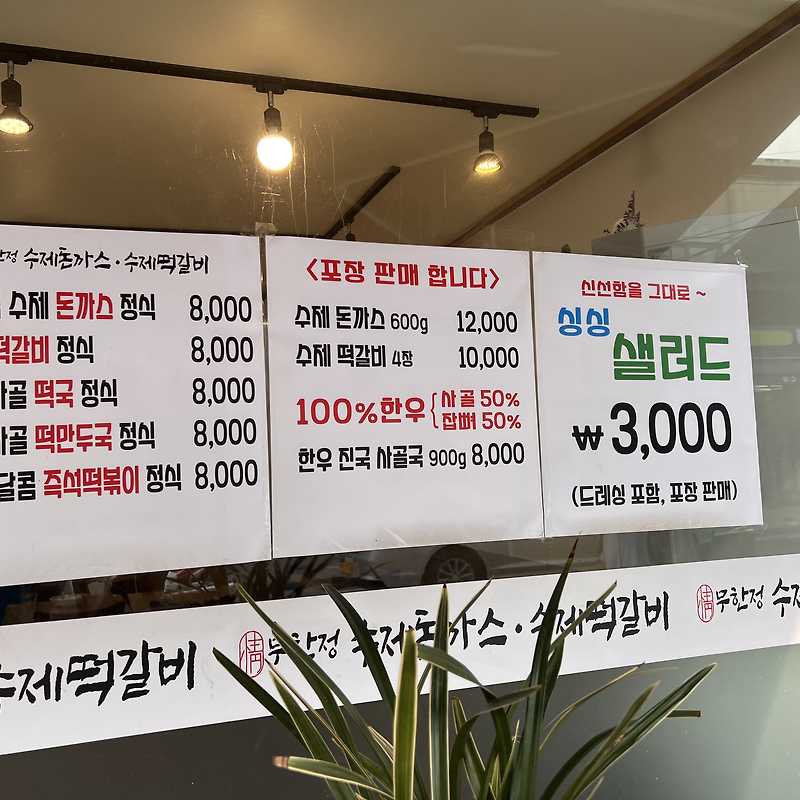 수제돈까스·수제떡갈비
수제 돈까스 정식 8,000
떡갈비 정식 8,000
사골 떡국 정식 8,000
사골 떡만두국 정식 8,000
달콤 즉석떡볶이 정식 8,000
<포장 판매 합니다>
수제 돈까스 600g 12,000
수제 떡갈비 4장 10,000
100%한우{사골 50%
잡뼈 50%
한우 진국 사골국 900g 8,000
신선함을 그대로 ~
싱싱
샐러드
₩3,000
(드레싱 포함, 포장 판매)
수제떡갈비 情 무한정 수제돈까스·수제떡갈비 情 무한정